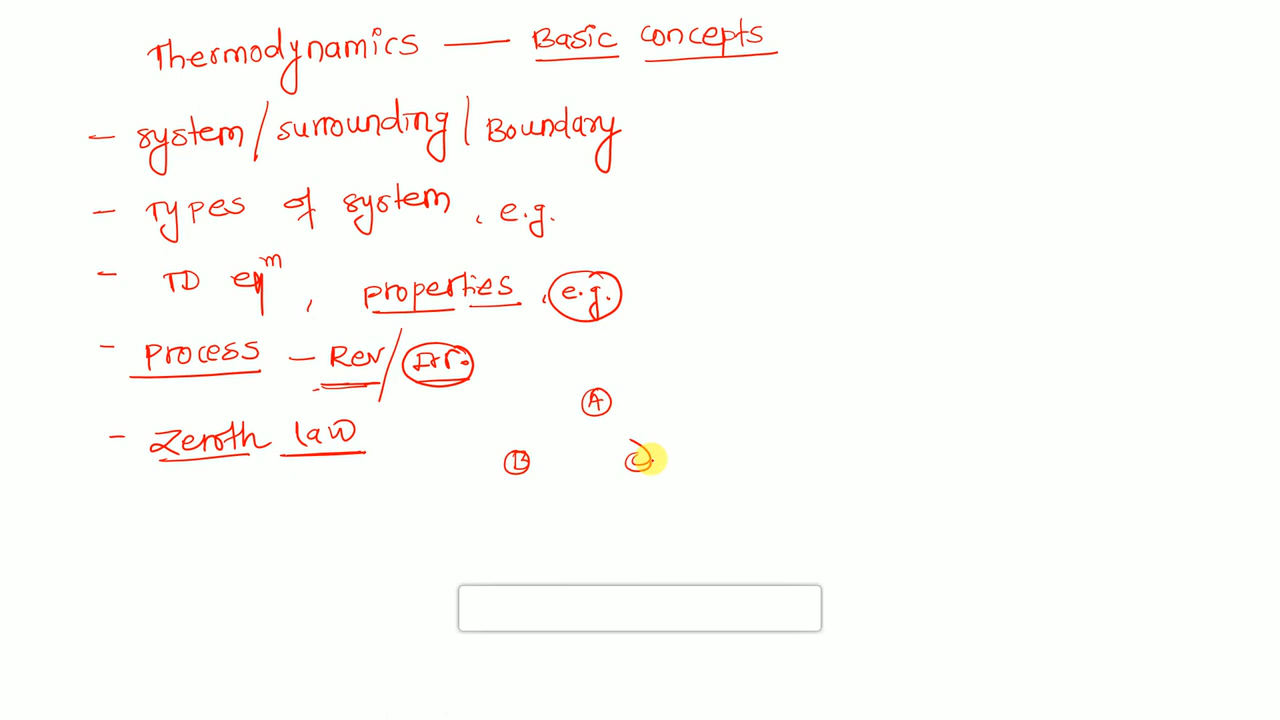 Thermodynamics — Basic concepts
- system/surrounding/Boundary
- Types of system, e.g.
- TD eqᵐ, properties, e.g.
- Process - Rev/Irr.
A
- Zeroth law
B C